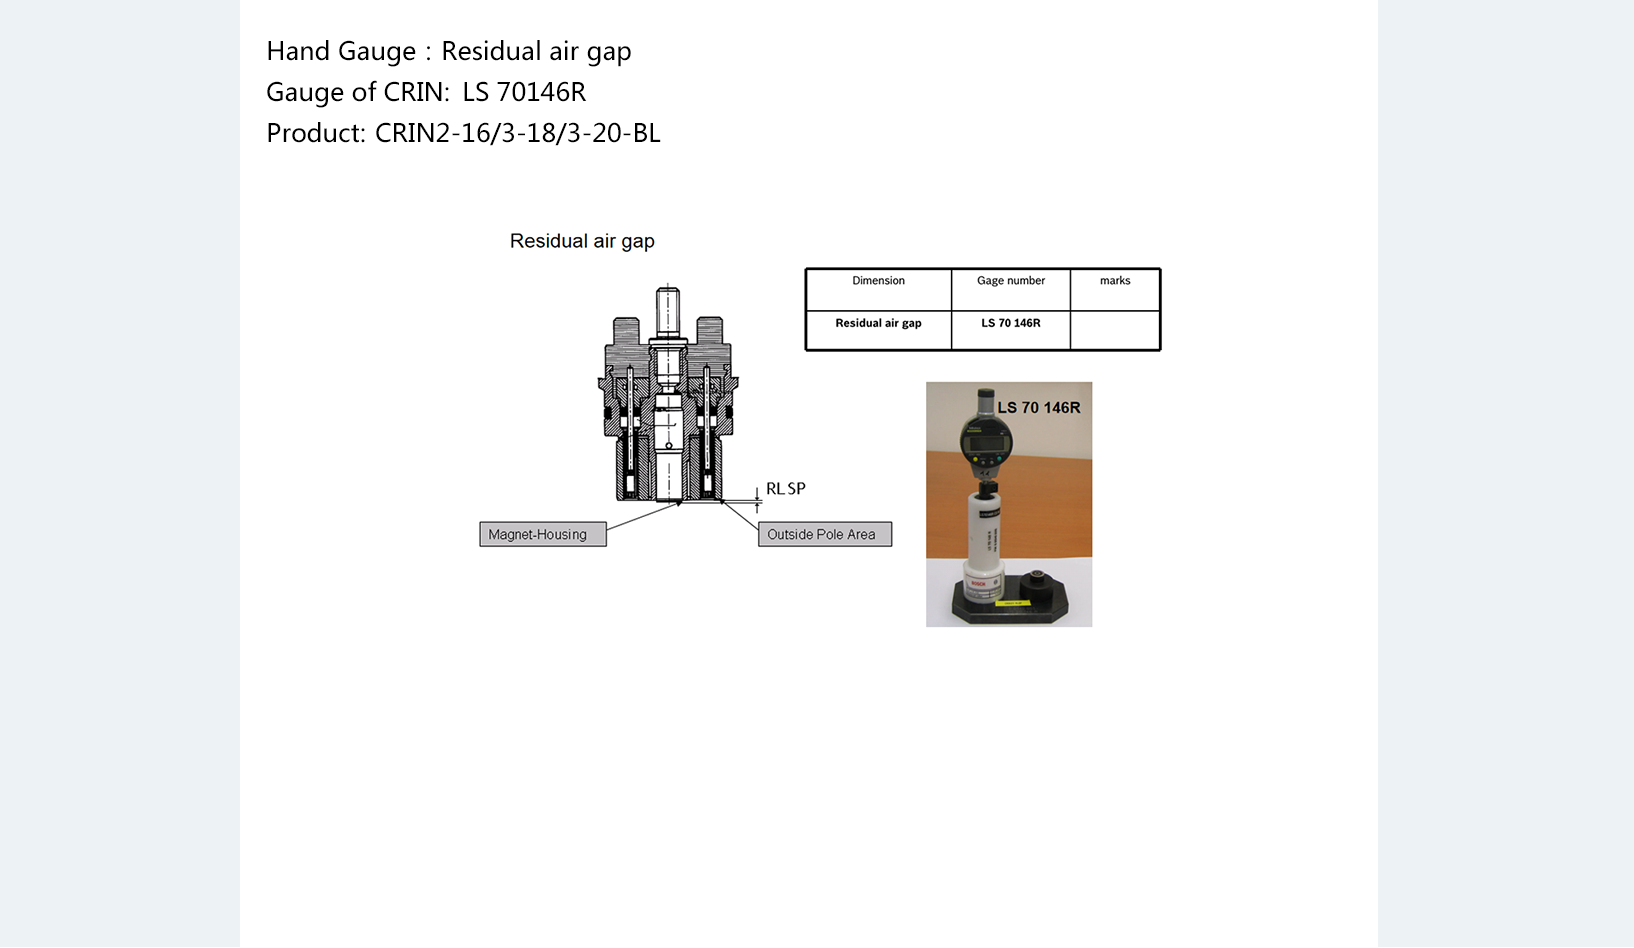 Hand Gauge : Residual air gap
Gauge of CRIN: LS 70146R
Product: CRIN2-16/3-18/3-20-BL
Residual air gap
Dimension Gage number marks
Residual air gap LS 70 146R
LS 70 146R
RLSP
Magnet-Housing
Outside Pole Area
BOSCH